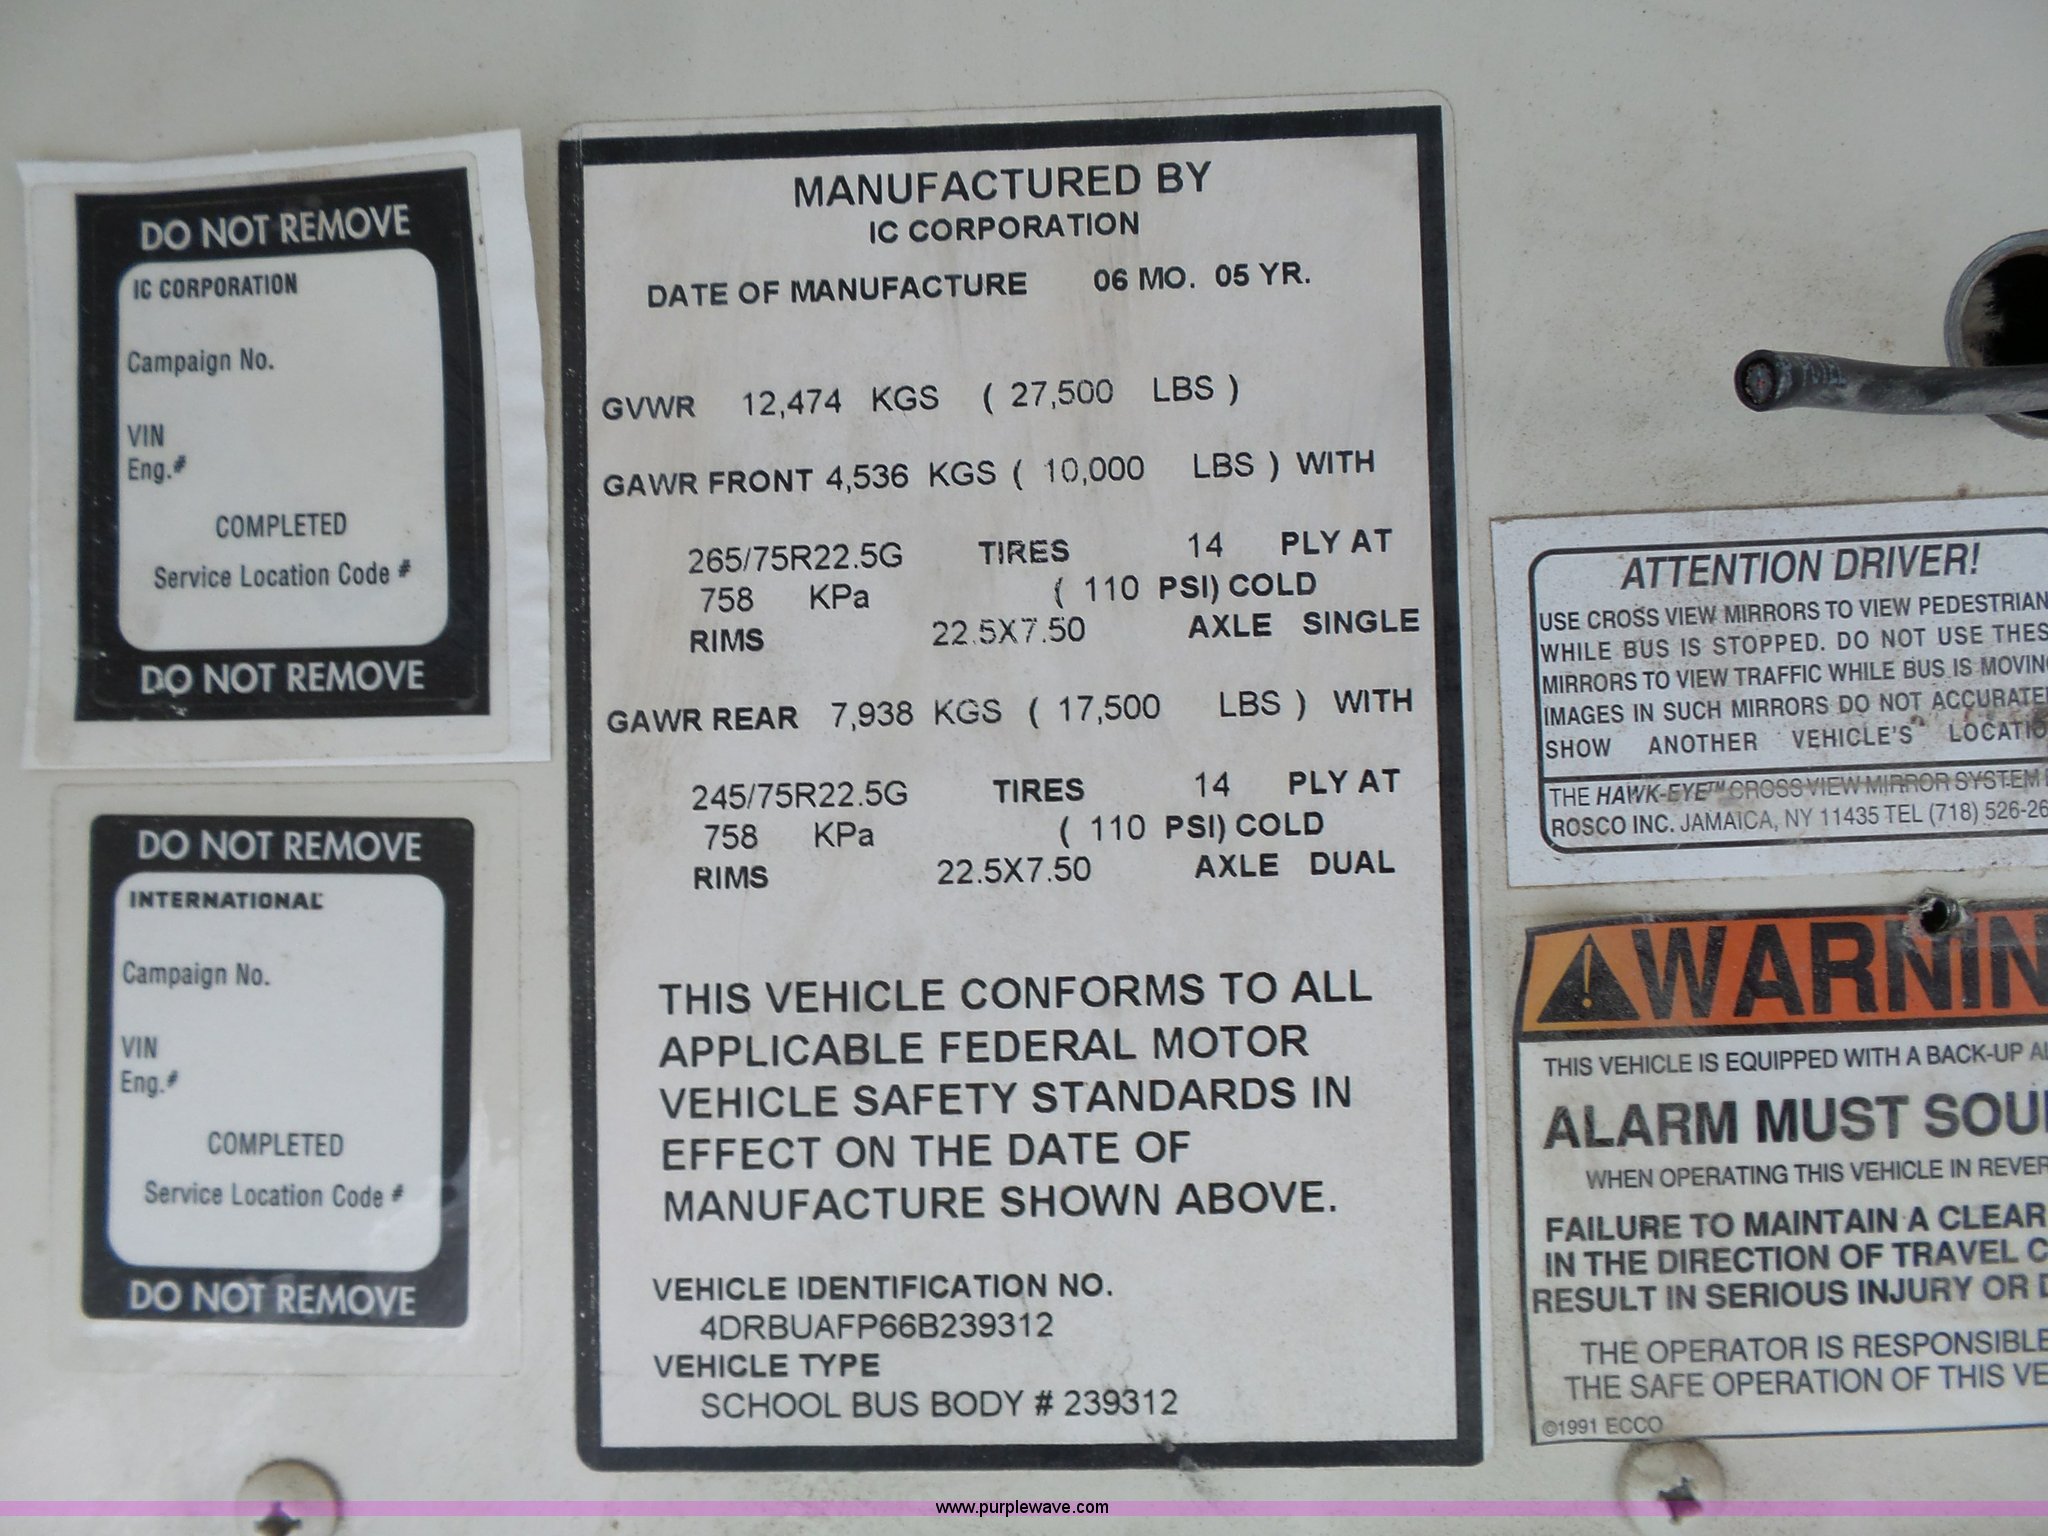 DO NOT REMOVE
IC CORPORATION
Campaign No.
VIN
Eng.#
COMPLETED
Service Location Code #
DO NOT REMOVE
DO NOT REMOVE
INTERNATIONAL
Campaign No.
VIN
Eng.#
COMPLETED
Service Location Code #
DO NOT REMOVE
MANUFACTURED BY
IC CORPORATION
DATE OF MANUFACTURE 06 MO. 05 YR.
GVWR 12,474 KGS ( 27,500 LBS )
GAWR FRONT 4,536 KGS ( 10,000 LBS ) WITH
265/75R22.5G TIRES 14 PLY AT
758 KPa ( 110 PSI) COLD
RIMS 22.5X7.50 AXLE SINGLE
GAWR REAR 7,938 KGS ( 17,500 LBS ) WITH
245/75R22.5G TIRES 14 PLY AT
758 KPa ( 110 PSI) COLD
RIMS 22.5X7.50 AXLE DUAL
THIS VEHICLE CONFORMS TO ALL
APPLICABLE FEDERAL MOTOR
VEHICLE SAFETY STANDARDS IN
EFFECT ON THE DATE OF
MANUFACTURE SHOWN ABOVE.
VEHICLE IDENTIFICATION NO.
4DRBUAFP66B239312
VEHICLE TYPE
SCHOOL BUS BODY # 239312
ATTENTION DRIVER!
USE CROSS VIEW MIRRORS TO VIEW PEDESTRIAN
WHILE BUS IS STOPPED. DO NOT USE THES
MIRRORS TO VIEW TRAFFIC WHILE BUS IS MOVING
IMAGES IN SUCH MIRRORS DO NOT ACCURATE
SHOW ANOTHER VEHICLE'S LOCATIO
THE HAWK-EYE™ CROSS VIEW MIRROR SYSTEM
ROSCO INC. JAMAICA, NY 11435 TEL (718) 526-26
WARNIN
THIS VEHICLE IS EQUIPPED WITH A BACK-UP AL
ALARM MUST SOU
WHEN OPERATING THIS VEHICLE IN REVER
FAILURE TO MAINTAIN A CLEAR
IN THE DIRECTION OF TRAVEL C
RESULT IN SERIOUS INJURY OR D
THE OPERATOR IS RESPONSIBLE
THE SAFE OPERATION OF THIS VE
©1991 ECCO
www.purplewave.com